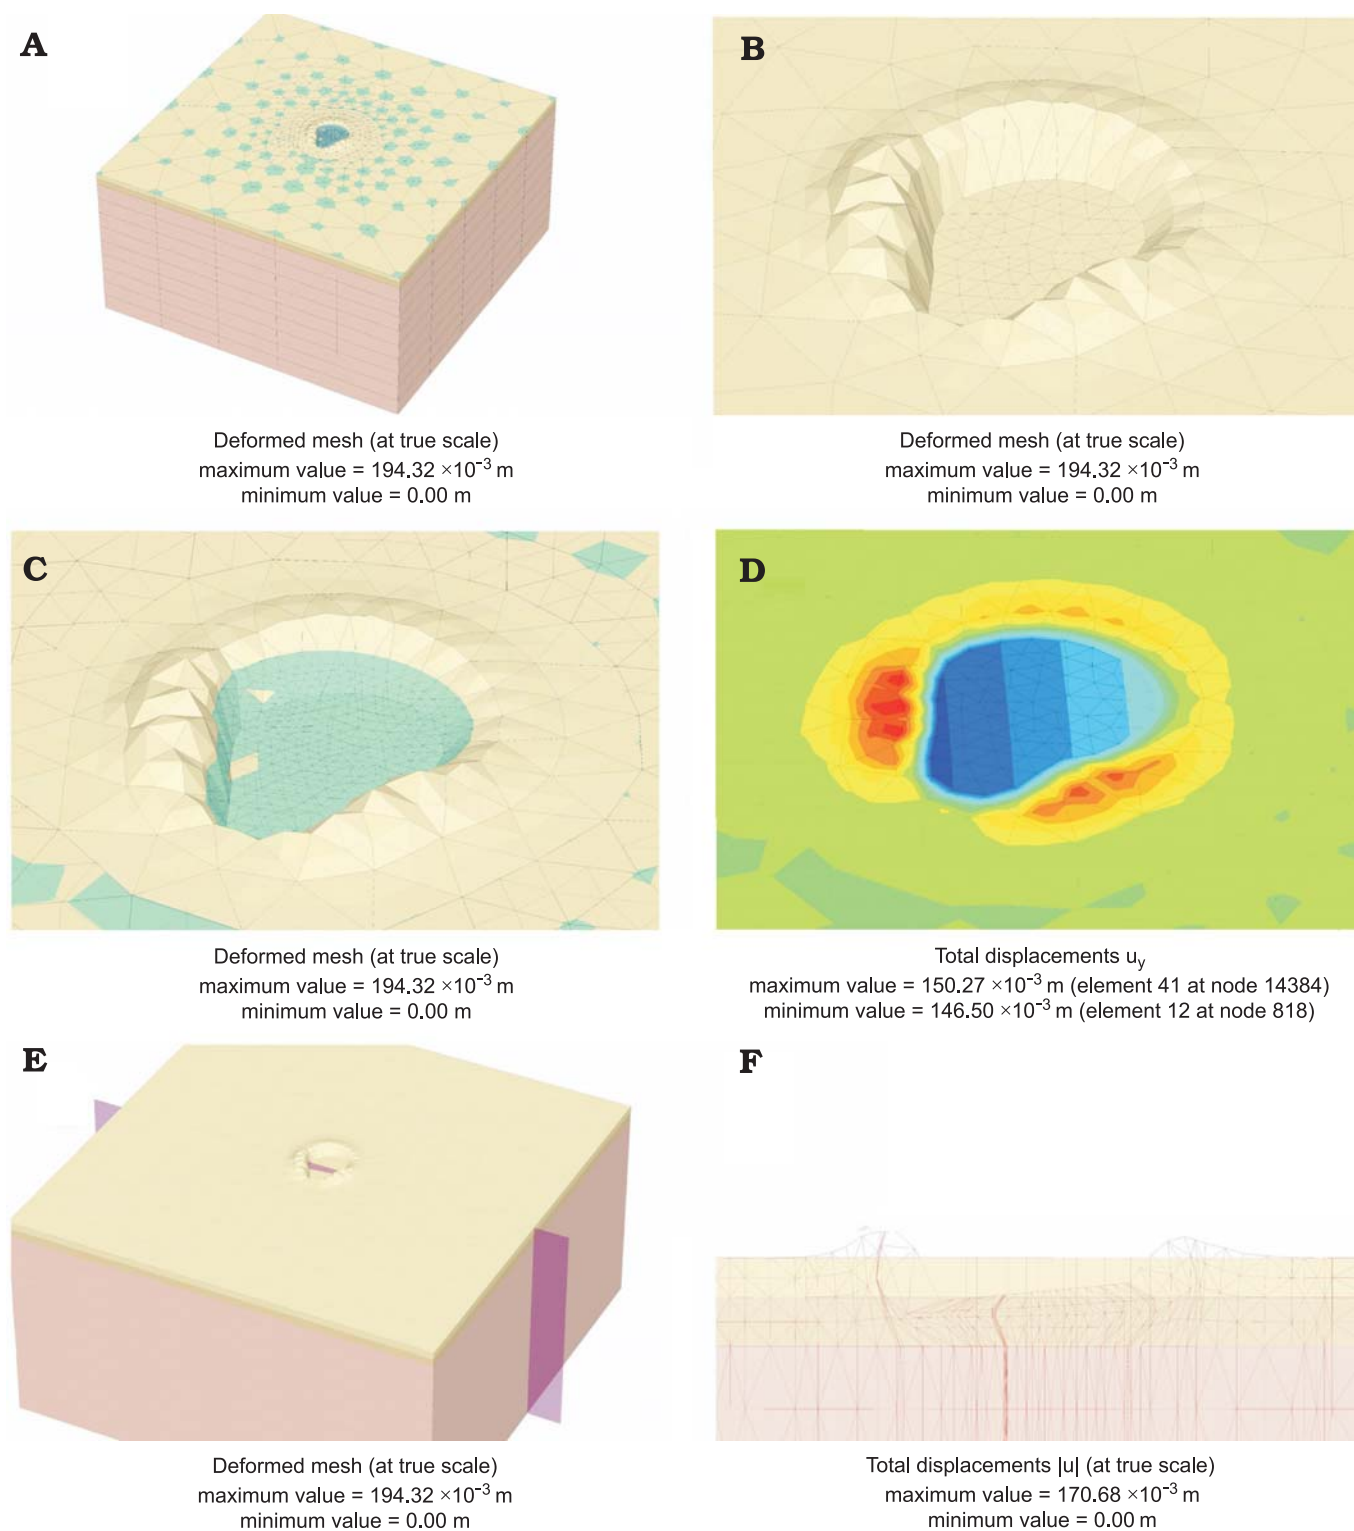 A
B
Deformed mesh (at true scale)
maximum value = 194.32 ×10⁻³ m
minimum value = 0.00 m
Deformed mesh (at true scale)
maximum value = 194.32 ×10⁻³ m
minimum value = 0.00 m
C
D
Deformed mesh (at true scale)
maximum value = 194.32 ×10⁻³ m
minimum value = 0.00 m
Total displacements uy
maximum value = 150.27 ×10⁻³ m (element 41 at node 14384)
minimum value = 146.50 ×10⁻³ m (element 12 at node 818)
E
F
Deformed mesh (at true scale)
maximum value = 194.32 ×10⁻³ m
minimum value = 0.00 m
Total displacements |u| (at true scale)
maximum value = 170.68 ×10⁻³ m
minimum value = 0.00 m